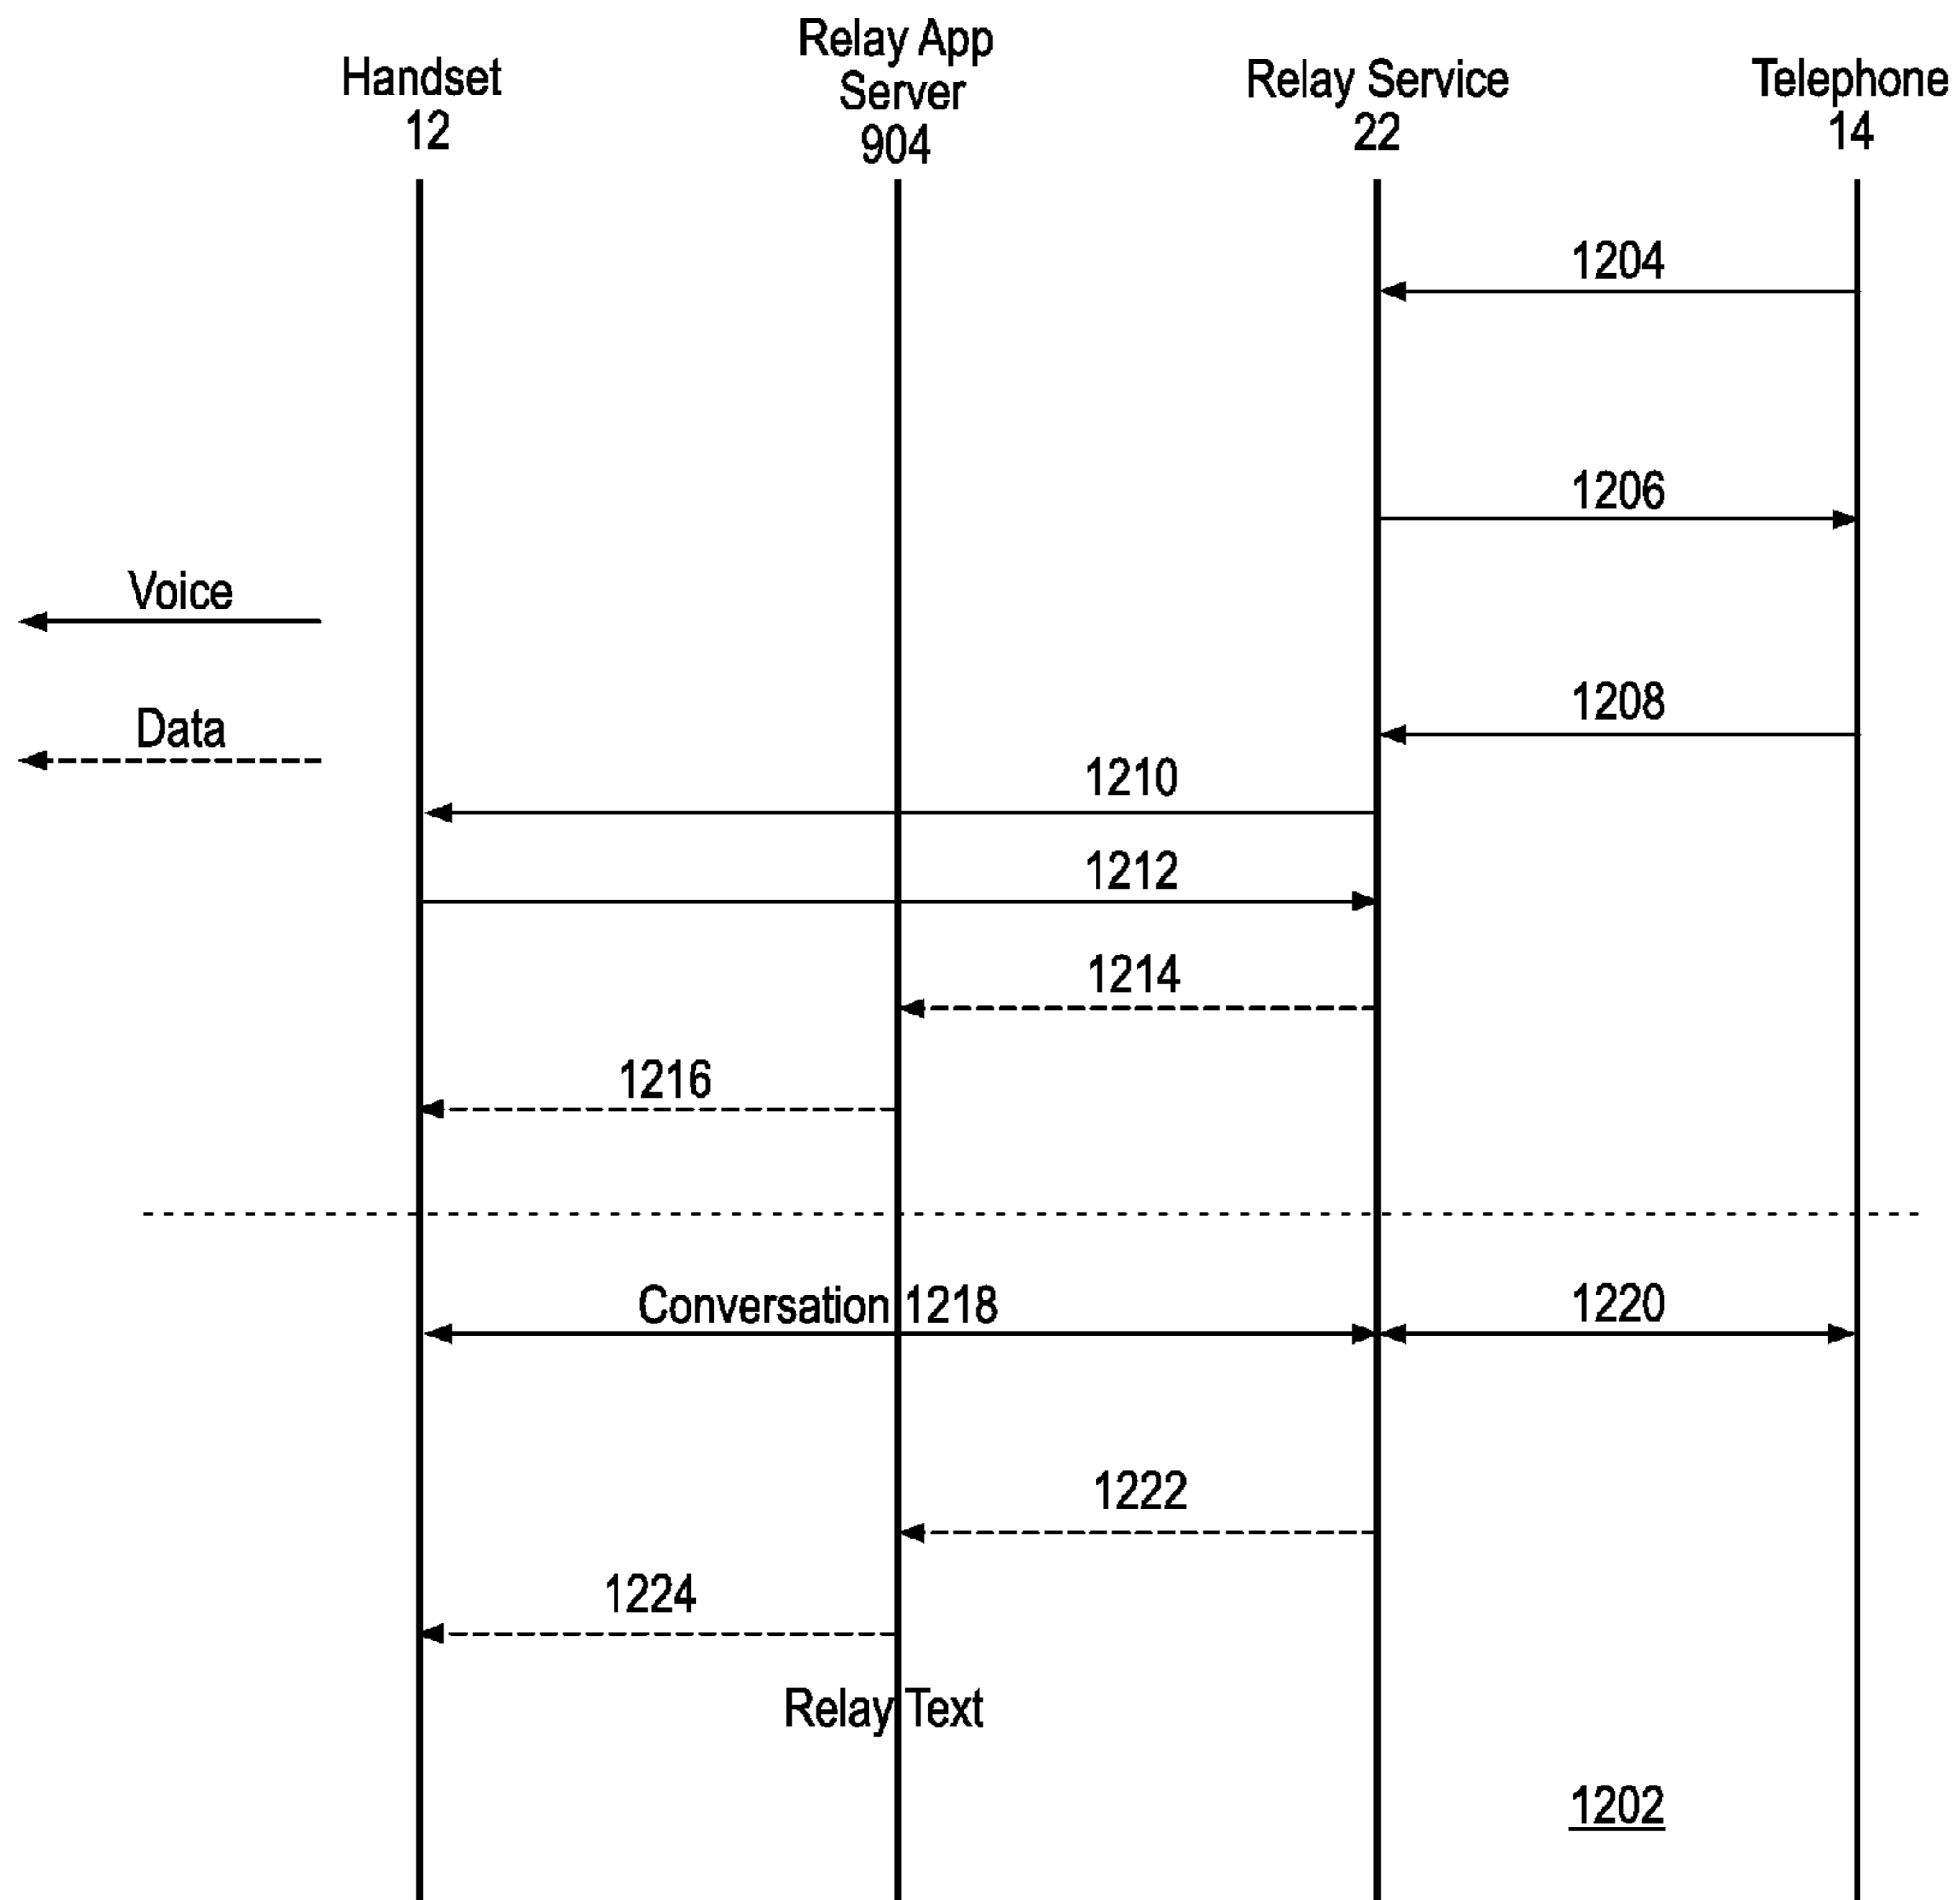 Handset
12
Relay App
Server
904
Relay Service
22
Telephone
14
1204
1206
Voice
1208
Data
1210
1212
1214
1216
Conversation 1218
1220
1222
1224
Relay Text
1202